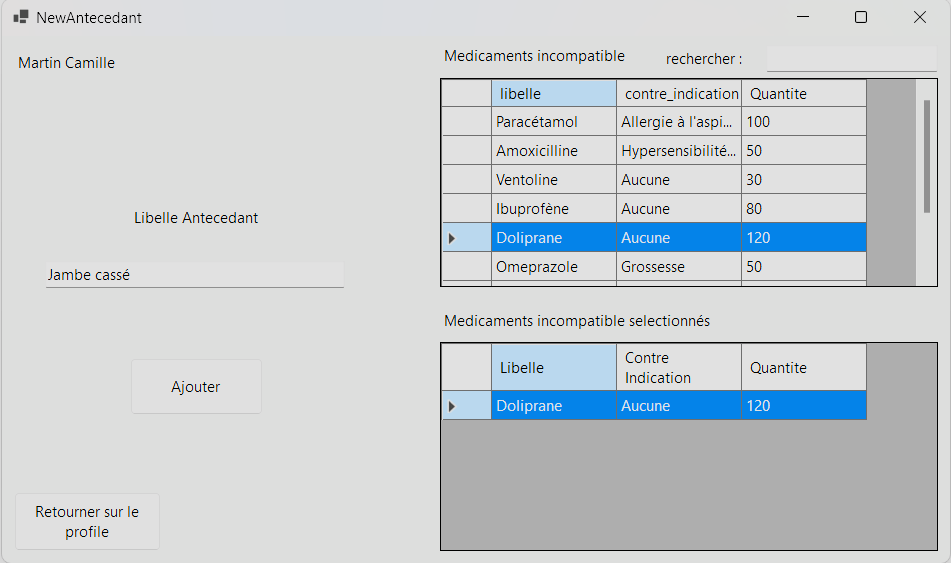 NewAntecedant
Martin Camille
Medicaments incompatible
rechercher :
libelle contre_indication Quantite
Paracétamol Allergie à l'aspi... 100
Amoxicilline Hypersensibilité... 50
Ventoline Aucune 30
Ibuprofène Aucune 80
Doliprane Aucune 120
Omeprazole Grossesse 50
Libelle Antecedant
Jambe cassé
Ajouter
Retourner sur le
profile
Medicaments incompatible selectionnés
Libelle Contre Quantite
Indication
Doliprane Aucune 120